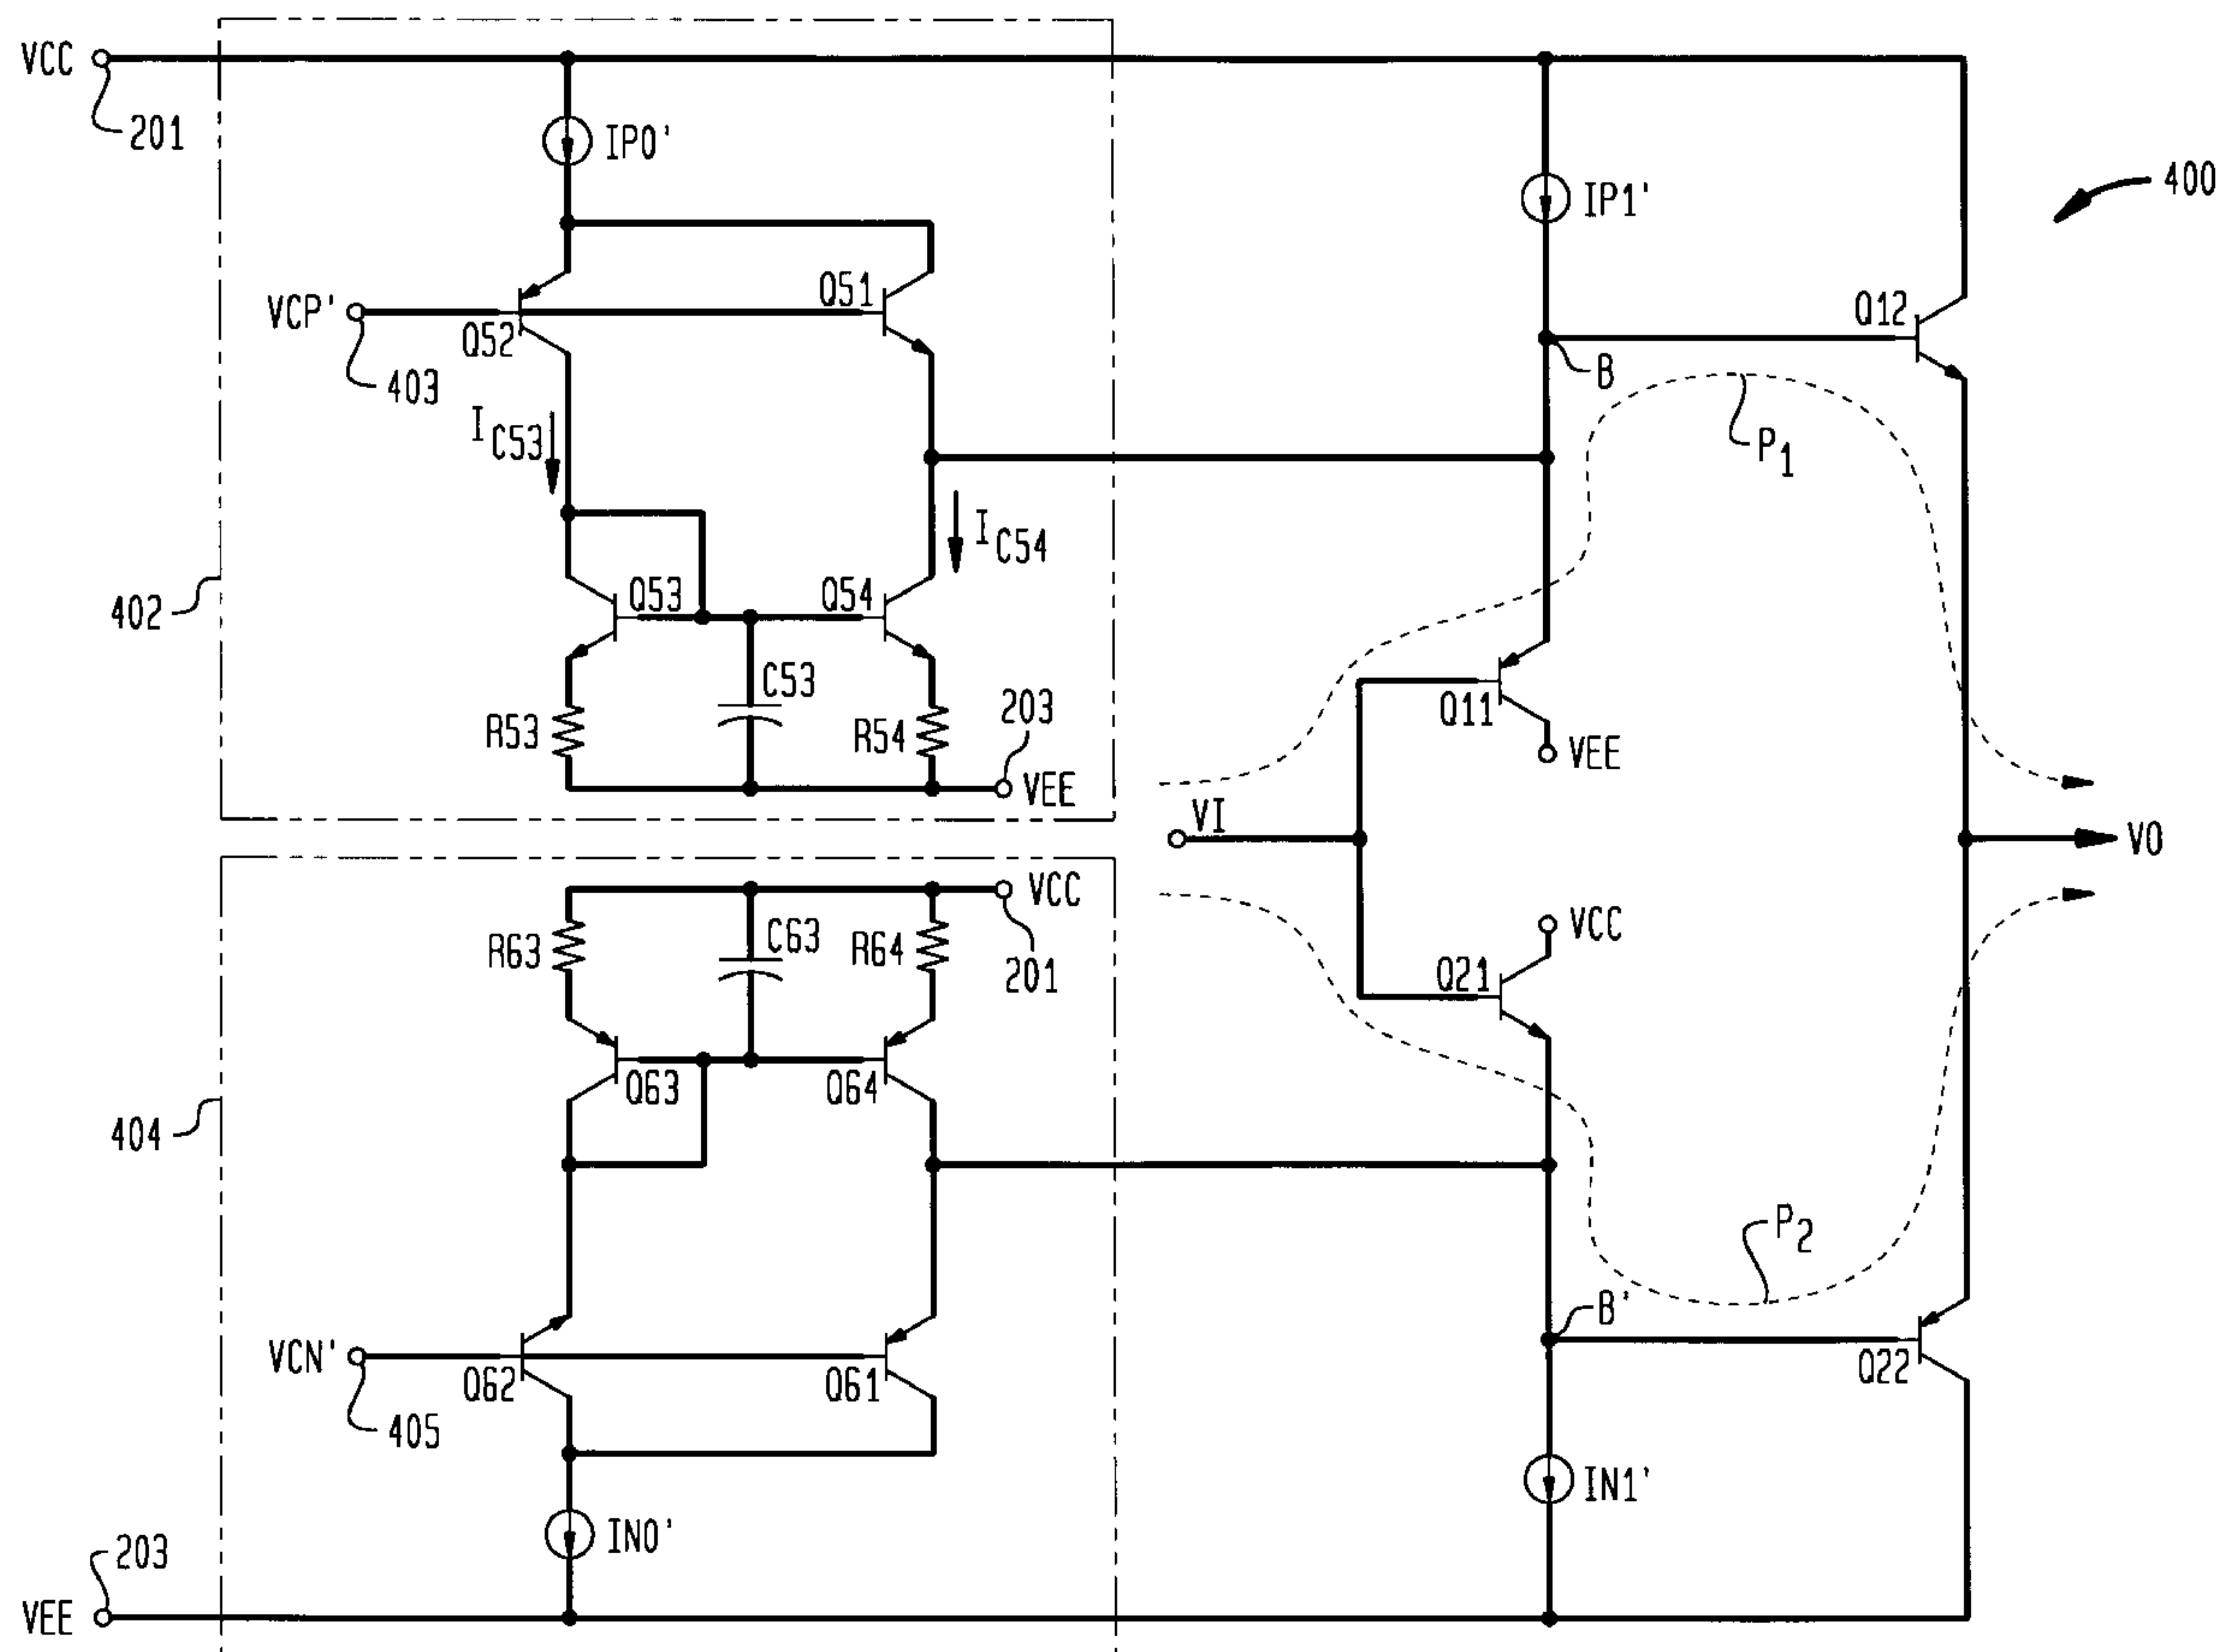 VCC
201
IP0'
IP1'
400
VCP'
403
Q52
Q51
Q12
B
P1
IC53
IC54
402
Q53
Q54
C53
R53
R54
203
VEE
Q11
VEE
VI
VO
VCC
201
R63
C63
R64
VCC
Q21
Q63
Q64
404
P2
B'
VCN'
405
Q62
Q61
Q22
IN0'
IN1'
203
VEE